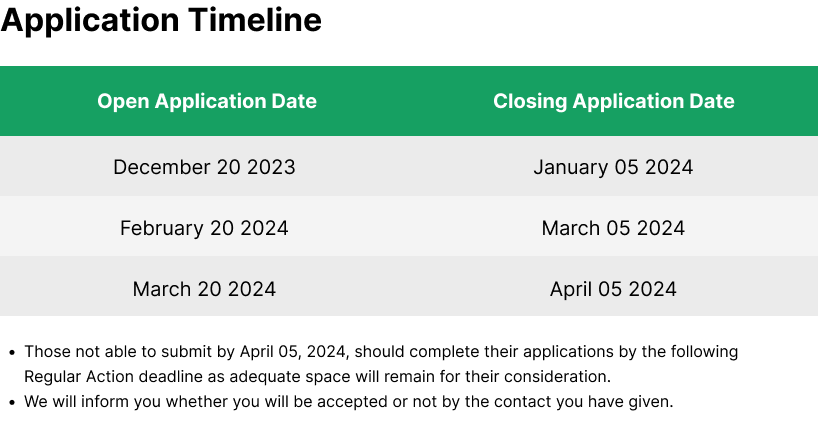 Application Timeline
Open Application Date Closing Application Date
December 20 2023 January 05 2024
February 20 2024 March 05 2024
March 20 2024 April 05 2024
• Those not able to submit by April 05, 2024, should complete their applications by the following
Regular Action deadline as adequate space will remain for their consideration.
• We will inform you whether you will be accepted or not by the contact you have given.